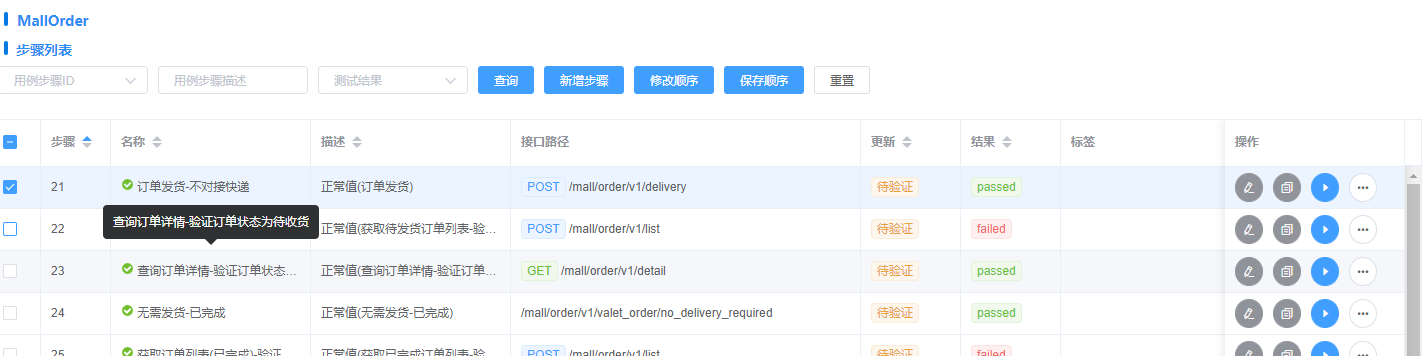 MallOrder
步骤列表
用例步骤ID 用例步骤描述 测试结果 查询 新增步骤 修改顺序 保存顺序 重置
步骤 名称 描述 接口路径 更新 结果 标签 操作
21 订单发货-不对接快递 正常值(订单发货) POST /mall/order/v1/delivery 待验证 passed
查询订单详情-验证订单状态为待收货
22 正常值(获取待发货订单列表-验... POST /mall/order/v1/list 待验证 failed
23 查询订单详情-验证订单状态... 正常值(查询订单详情-验证订单... GET /mall/order/v1/detail 待验证 passed
24 无需发货-已完成 正常值(无需发货-已完成) /mall/order/v1/valet_order/no_delivery_required 待验证 passed
25 获取订单列表(已完成)-验证... 正常值(获取已完成订单列表-验... POST /mall/order/v1/list 待验证 failed